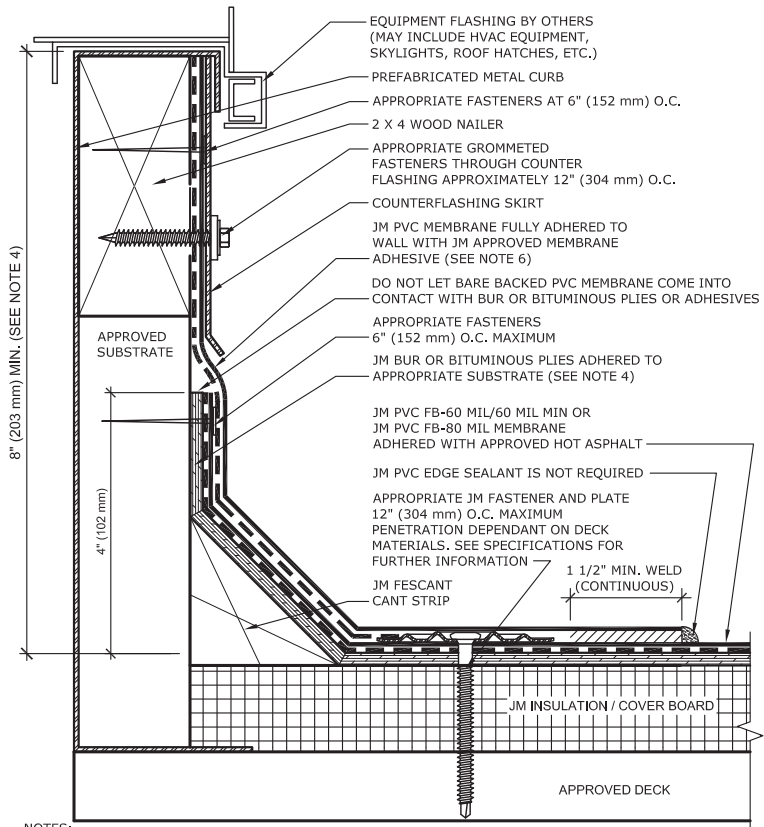 EQUIPMENT FLASHING BY OTHERS
(MAY INCLUDE HVAC EQUIPMENT,
SKYLIGHTS, ROOF HATCHES, ETC.)
PREFABRICATED METAL CURB
APPROPRIATE FASTENERS AT 6" (152 mm) O.C.
2 X 4 WOOD NAILER
APPROPRIATE GROMMETED
FASTENERS THROUGH COUNTER
FLASHING APPROXIMATELY 12" (304 mm) O.C.
COUNTERFLASHING SKIRT
JM PVC MEMBRANE FULLY ADHERED TO
WALL WITH JM APPROVED MEMBRANE
ADHESIVE (SEE NOTE 6)
DO NOT LET BARE BACKED PVC MEMBRANE COME INTO
CONTACT WITH BUR OR BITUMINOUS PLIES OR ADHESIVES
APPROPRIATE FASTENERS
6" (152 mm) O.C. MAXIMUM
JM BUR OR BITUMINOUS PLIES ADHERED TO
APPROPRIATE SUBSTRATE (SEE NOTE 4)
JM PVC FB-60 MIL/60 MIL MIN OR
JM PVC FB-80 MIL MEMBRANE
ADHERED WITH APPROVED HOT ASPHALT
JM PVC EDGE SEALANT IS NOT REQUIRED
APPROPRIATE JM FASTENER AND PLATE
12" (304 mm) O.C. MAXIMUM
PENETRATION DEPENDANT ON DECK
MATERIALS. SEE SPECIFICATIONS FOR
FURTHER INFORMATION
1 1/2" MIN. WELD
(CONTINUOUS)
JM FESCANT
CANT STRIP
APPROVED
SUBSTRATE
8" (203 mm) MIN. (SEE NOTE 4)
4" (102 mm)
JM INSULATION / COVER BOARD
APPROVED DECK
NOTES: